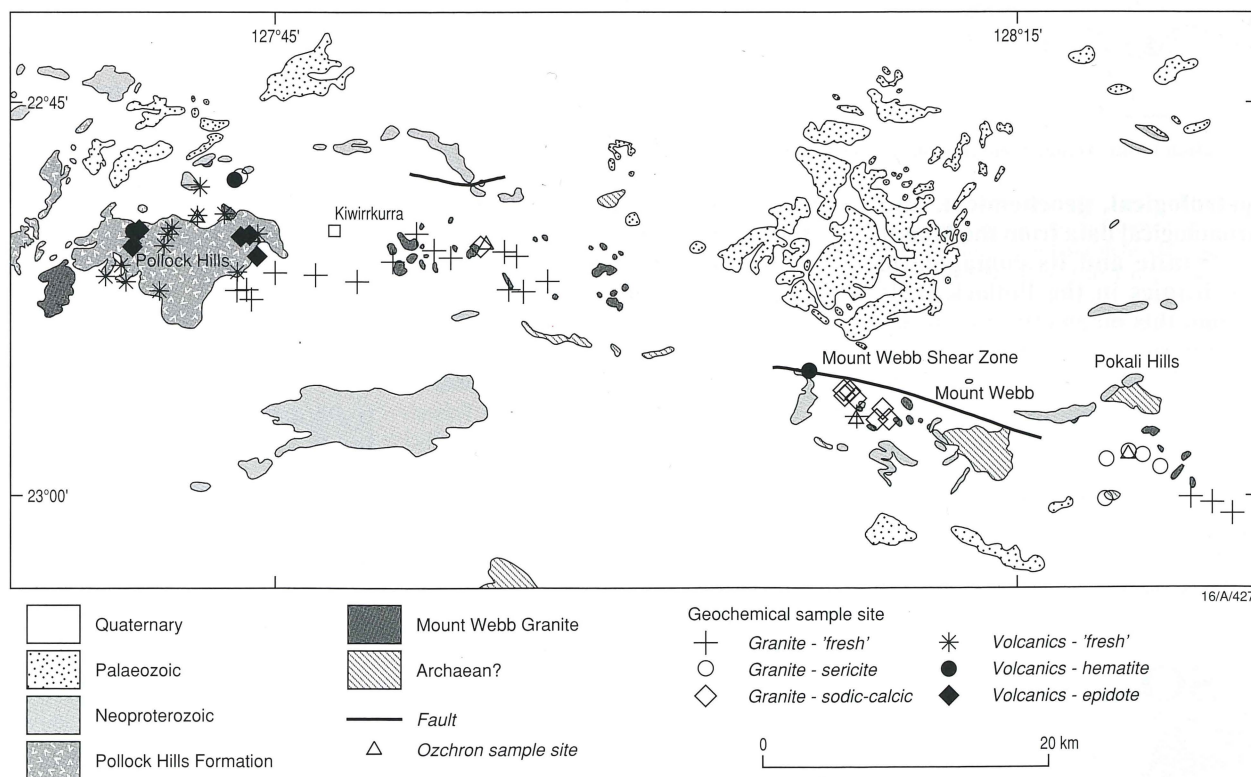 127°45'
128°15'
22°45'
Kiwirrkurra
Pollock Hills
Mount Webb Shear Zone
Pokali Hills
Mount Webb
23°00'
16/A/427
Quaternary
Palaeozoic
Neoproterozoic
Pollock Hills Formation
Mount Webb Granite
Archaean?
Fault
Ozchron sample site
Geochemical sample site
Granite - 'fresh'
Granite - sericite
Granite - sodic-calcic
Volcanics - 'fresh'
Volcanics - hematite
Volcanics - epidote
0
20 km